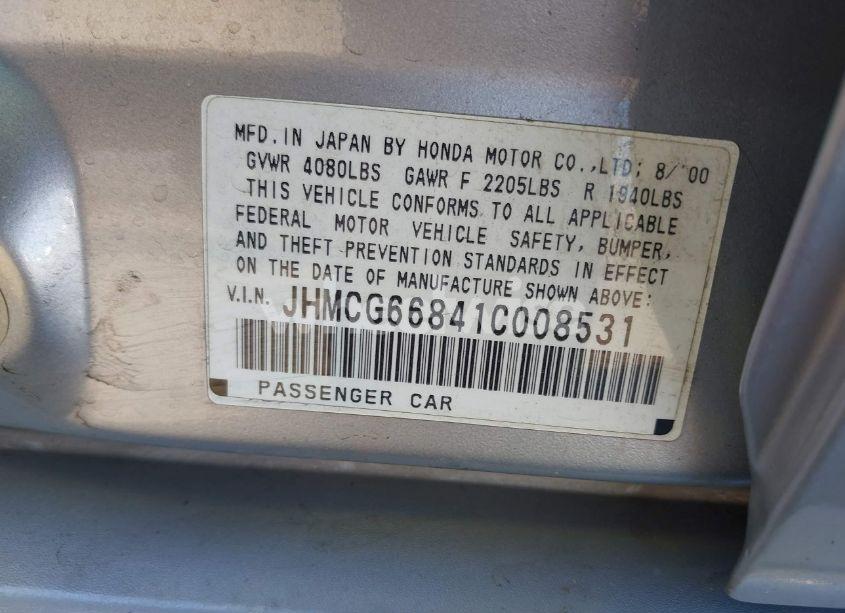 MFD. IN JAPAN BY HONDA MOTOR CO.,LTD; 8/'00
GVWR 4080LBS GAWR F 2205LBS R 1940LBS
THIS VEHICLE CONFORMS TO ALL APPLICABLE
FEDERAL MOTOR VEHICLE SAFETY, BUMPER,
AND THEFT PREVENTION STANDARDS IN EFFECT
ON THE DATE OF MANUFACTURE SHOWN ABOVE:
V.I.N. JHMCG66841C008531
PASSENGER CAR